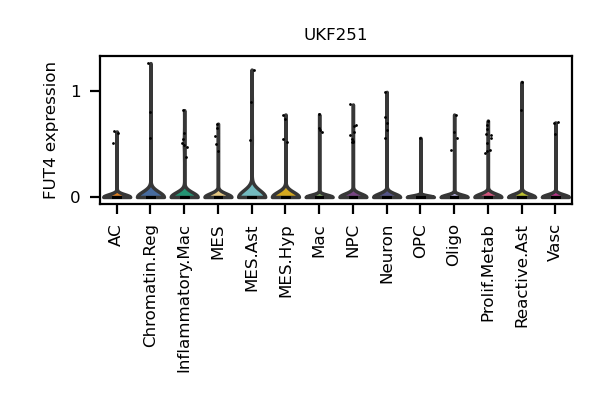 UKF251
FUT4 expression
1
0
AC
Chromatin.Reg
Inflammatory.Mac
MES
MES.Ast
MES.Hyp
Mac
NPC
Neuron
OPC
Oligo
Prolif.Metab
Reactive.Ast
Vasc